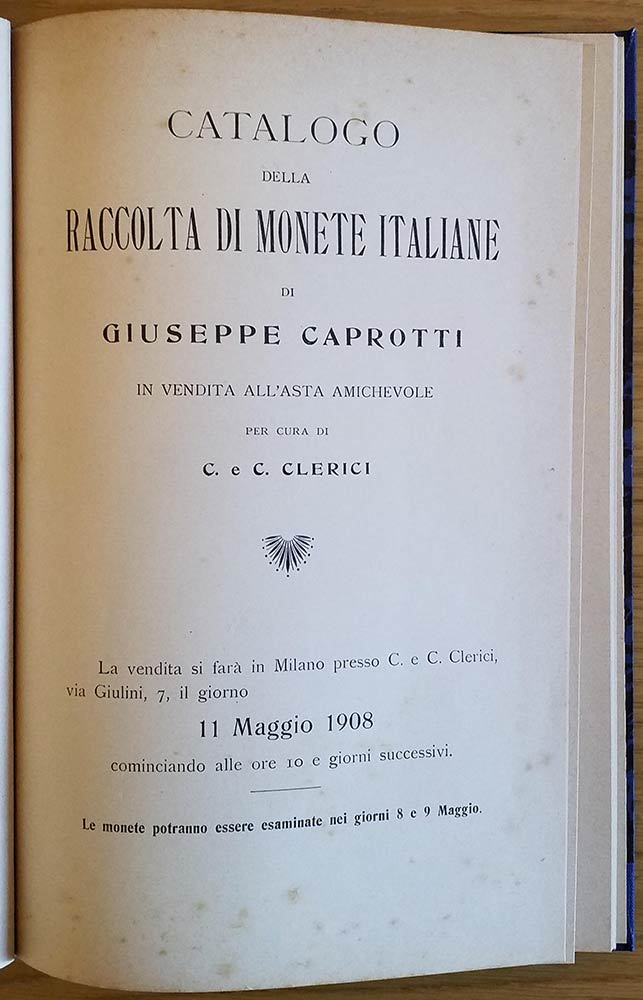 CATALOGO
DELLA
RACCOLTA DI MONETE ITALIANE
DI
GIUSEPPE CAPROTTI
IN VENDITA ALL'ASTA AMICHEVOLE
PER CURA DI
C. e C. CLERICI
La vendita si farà in Milano presso C. e C. Clerici,
via Giulini, 7, il giorno
11 Maggio 1908
cominciando alle ore 10 e giorni successivi.
Le monete potranno essere esaminate nei giorni 8 e 9 Maggio.